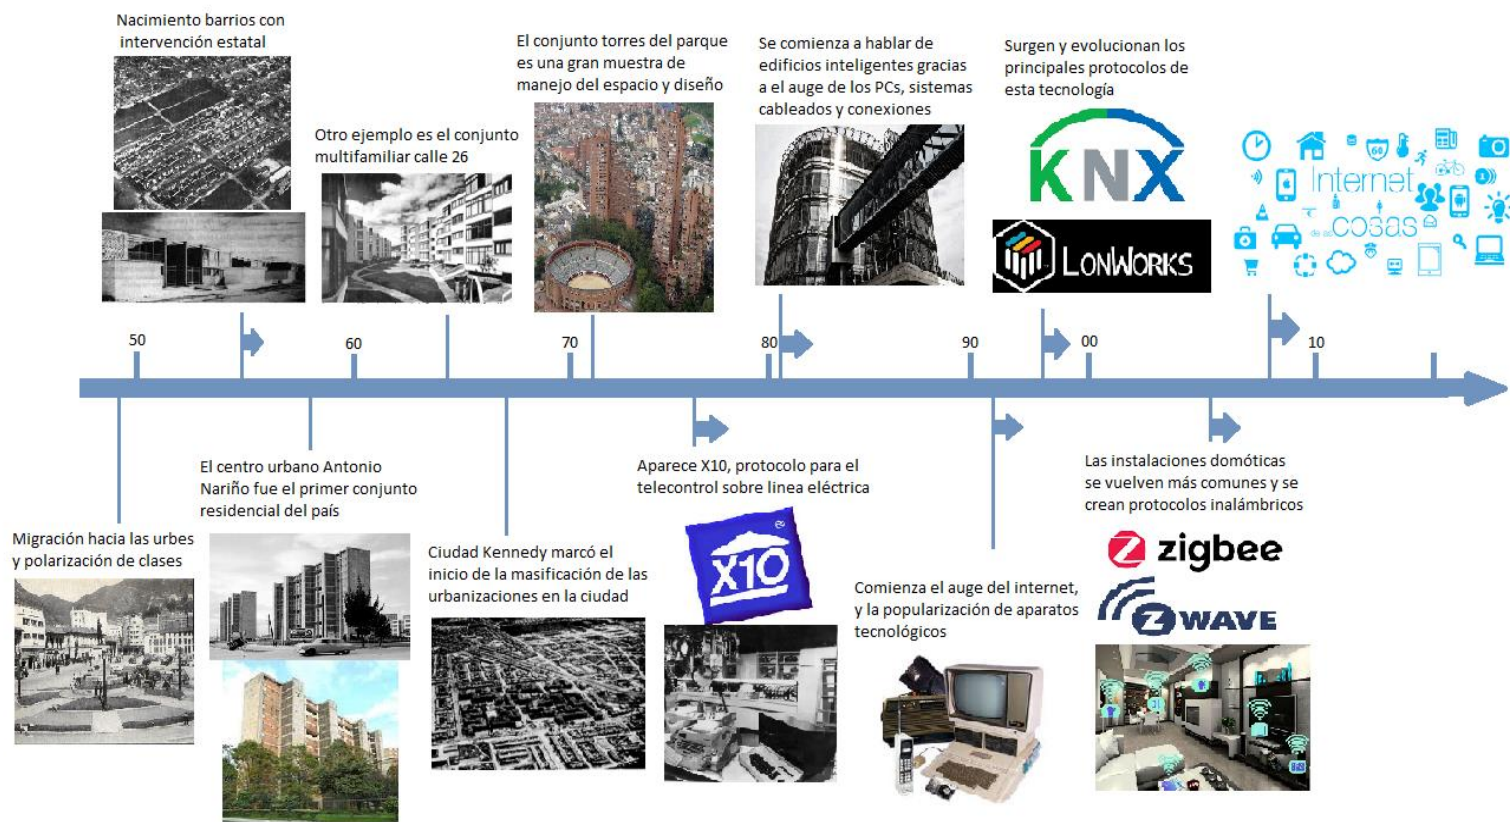 Nacimiento barrios con
intervención estatal
Otro ejemplo es el conjunto
multifamiliar calle 26
El conjunto torres del parque
es una gran muestra de
manejo del espacio y diseño
Se comienza a hablar de
edificios inteligentes gracias
a el auge de los PCs, sistemas
cableados y conexiones
Surgen y evolucionan los
principales protocolos de
esta tecnología
KNX
LONWORKS
60
Internet
de las
cosas
50
60
70
80
90
00
10
Migración hacia las urbes
y polarización de clases
El centro urbano Antonio
Nariño fue el primer conjunto
residencial del país
Ciudad Kennedy marcó el
inicio de la masificación de las
urbanizaciones en la ciudad
Aparece X10, protocolo para el
telecontrol sobre linea eléctrica
X10
®
Comienza el auge del internet,
y la popularización de aparatos
tecnológicos
Las instalaciones domóticas
se vuelven más comunes y se
crean protocolos inalámbricos
zigbee
Z WAVE